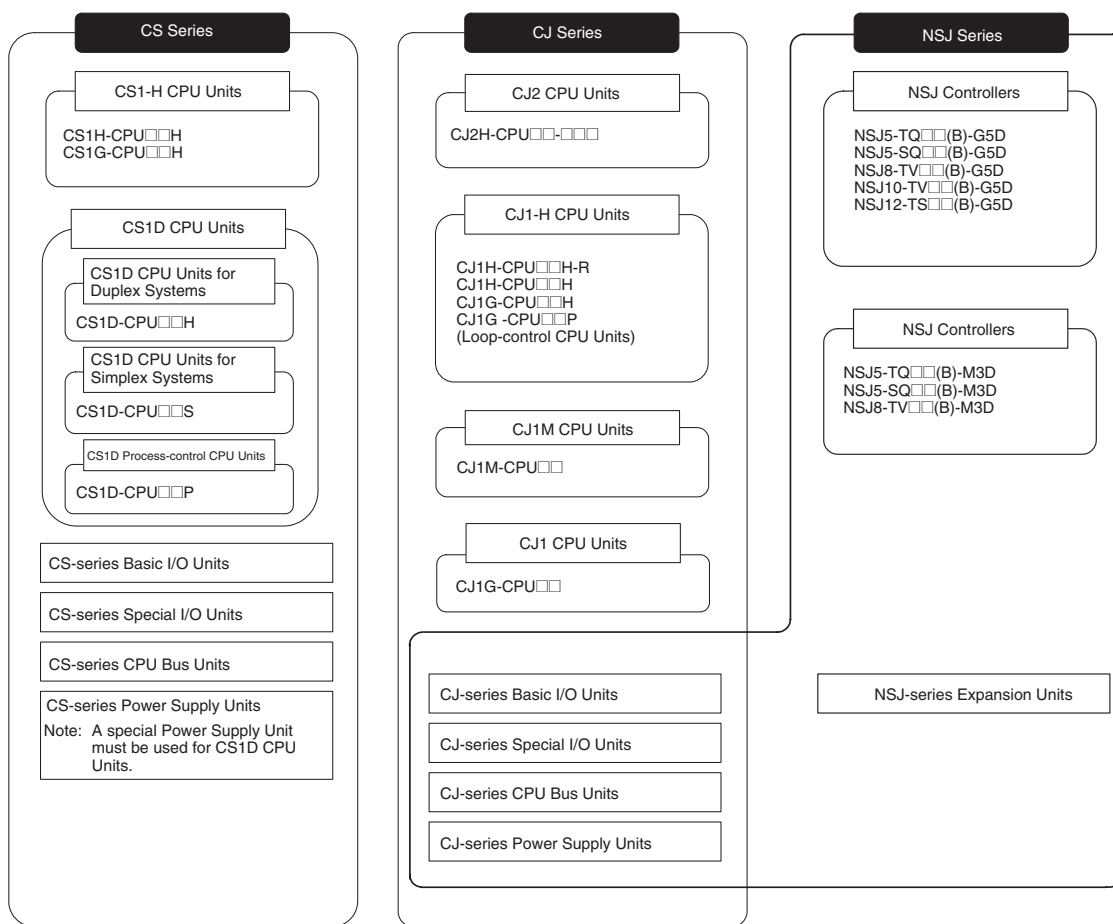 CS Series
CS1-H CPU Units
CS1H-CPU□□H
CS1G-CPU□□H
CS1D CPU Units
CS1D CPU Units for
Duplex Systems
CS1D-CPU□□H
CS1D CPU Units for
Simplex Systems
CS1D-CPU□□S
CS1D Process-control CPU Units
CS1D-CPU□□P
CS-series Basic I/O Units
CS-series Special I/O Units
CS-series CPU Bus Units
CS-series Power Supply Units
Note: A special Power Supply Unit
must be used for CS1D CPU
Units.
CJ Series
CJ2 CPU Units
CJ2H-CPU□□-□□□
CJ1-H CPU Units
CJ1H-CPU□□H-R
CJ1H-CPU□□H
CJ1G-CPU□□H
CJ1G -CPU□□P
(Loop-control CPU Units)
CJ1M CPU Units
CJ1M-CPU□□
CJ1 CPU Units
CJ1G-CPU□□
CJ-series Basic I/O Units
CJ-series Special I/O Units
CJ-series CPU Bus Units
CJ-series Power Supply Units
NSJ Series
NSJ Controllers
NSJ5-TQ□□(B)-G5D
NSJ5-SQ□□(B)-G5D
NSJ8-TV□□(B)-G5D
NSJ10-TV□□(B)-G5D
NSJ12-TS□□(B)-G5D
NSJ Controllers
NSJ5-TQ□□(B)-M3D
NSJ5-SQ□□(B)-M3D
NSJ8-TV□□(B)-M3D
NSJ-series Expansion Units